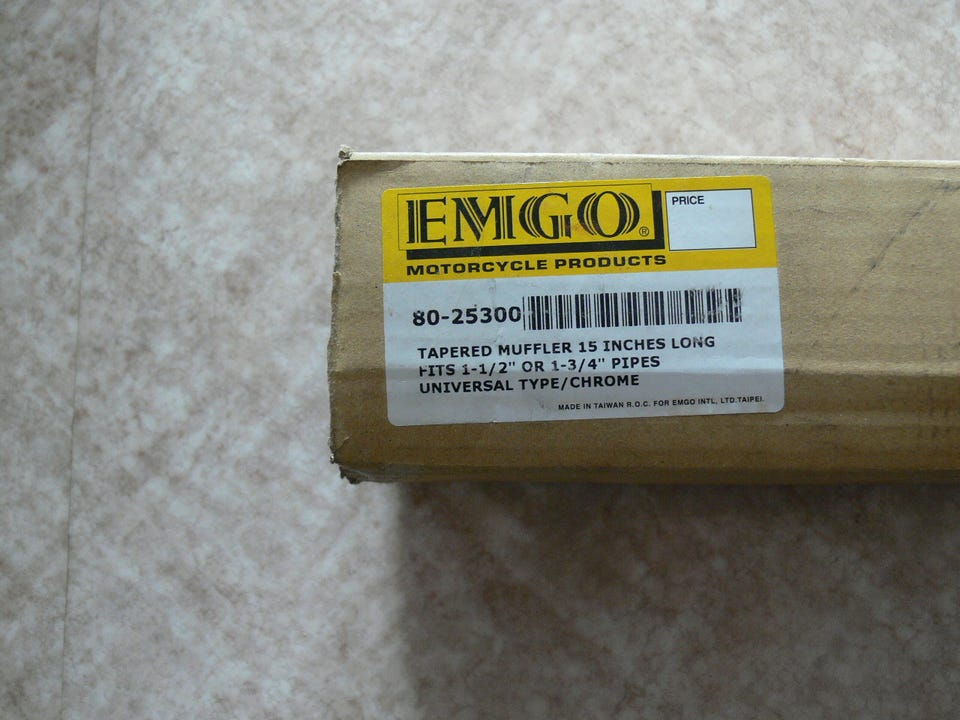 EMGO®
PRICE
MOTORCYCLE PRODUCTS
80-25300
TAPERED MUFFLER 15 INCHES LONG
FITS 1-1/2" OR 1-3/4" PIPES
UNIVERSAL TYPE/CHROME
MADE IN TAIWAN R.O.C. FOR EMGO INTL, LTD.TAIPEI.